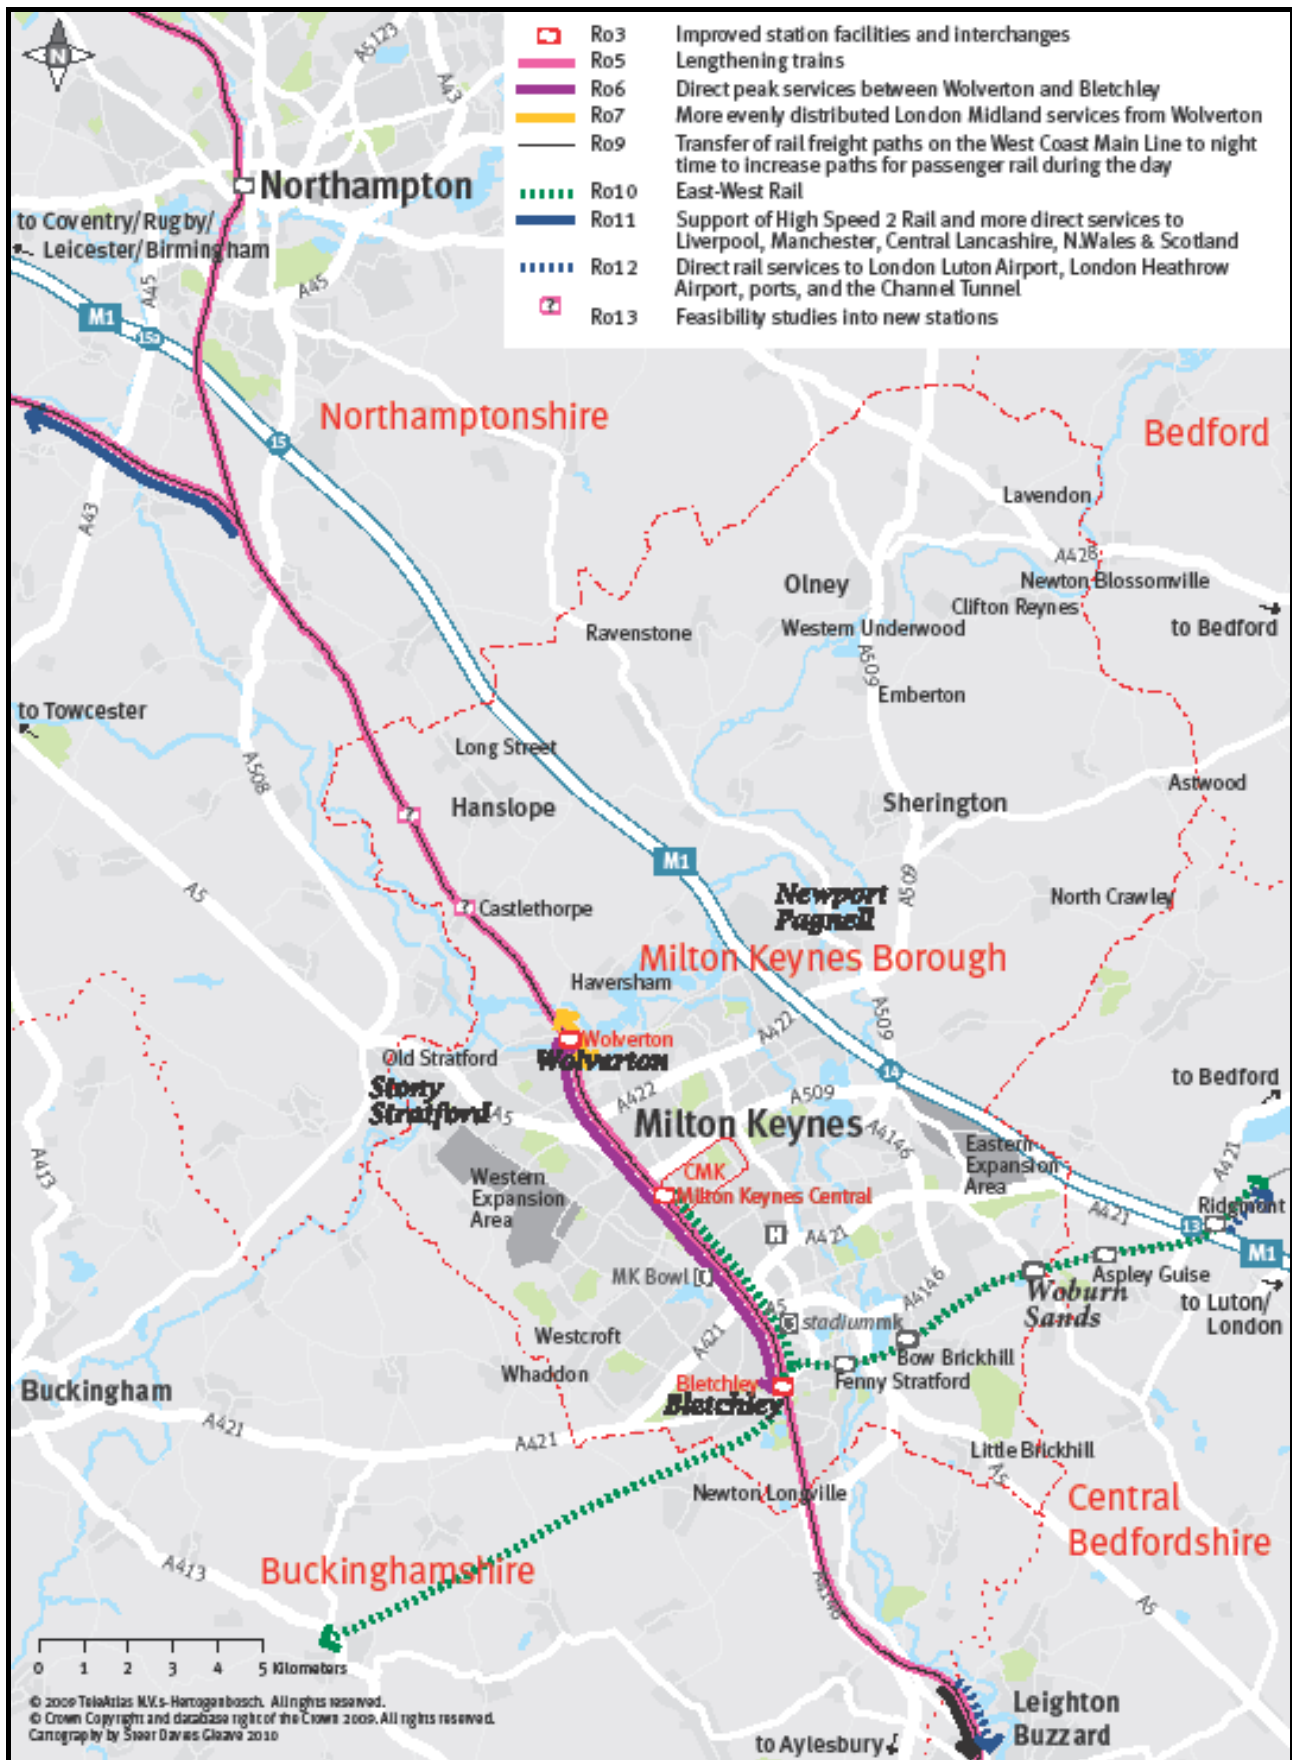 Ro3 Improved station facilities and interchanges
Ro5 Lengthening trains
Ro6 Direct peak services between Wolverton and Bletchley
Ro7 More evenly distributed London Midland services from Wolverton
Ro9 Transfer of rail freight paths on the West Coast Main Line to night
time to increase paths for passenger rail during the day
Ro10 East-West Rail
Ro11 Support of High Speed 2 Rail and more direct services to
Liverpool, Manchester, Central Lancashire, N.Wales & Scotland
Ro12 Direct rail services to London Luton Airport, London Heathrow
Airport, ports, and the Channel Tunnel
? Ro13 Feasibility studies into new stations
N
A5123
A43
Northampton
to Coventry/Rugby/
Leicester/Birmingham
A45
A45
M1
15a
15
Northamptonshire
Bedford
Lavendon
A43
A428
Olney
Newton Blossomville
Clifton Reynes
Ravenstone
Western Underwood
to Bedford
A509
Emberton
to Towcester
Long Street
A508
Astwood
Hanslope
Sherington
?
M1
A5
A509
Newport
Pagnell
North Crawley
?
Castlethorpe
Milton Keynes Borough
Haversham
A422
A509
Wolverton
Wolverton
Old Stratford
14
to Bedford
Stony
Stratford
A5
A422
A509
Milton Keynes
A4146
Eastern
Expansion
Area
A413
CMK
A421
Western
Expansion
Area
Milton Keynes Central
A421
Ridgmont
H
A421
13
M1
MK Bowl
Aspley Guise
Woburn
Sands
A4146
to Luton/
London
A5
stadiummk
Westcroft
A421
Bow Brickhill
Whaddon
Bletchley
Fenny Stratford
Buckingham
Bletchley
A421
A421
Little Brickhill
A5
Newton Longville
Central
Bedfordshire
A413
Buckinghamshire
A4146
A5
0 1 2 3 4 5 Kilometers
© 2009 TeleAtlas N.V.s-Hertogenbosch. All rights reserved.
© Crown Copyright and database right of the Crown 2009. All rights reserved.
Cartography by Steer Davies Gleave 2010
Leighton
Buzzard
to Aylesbury